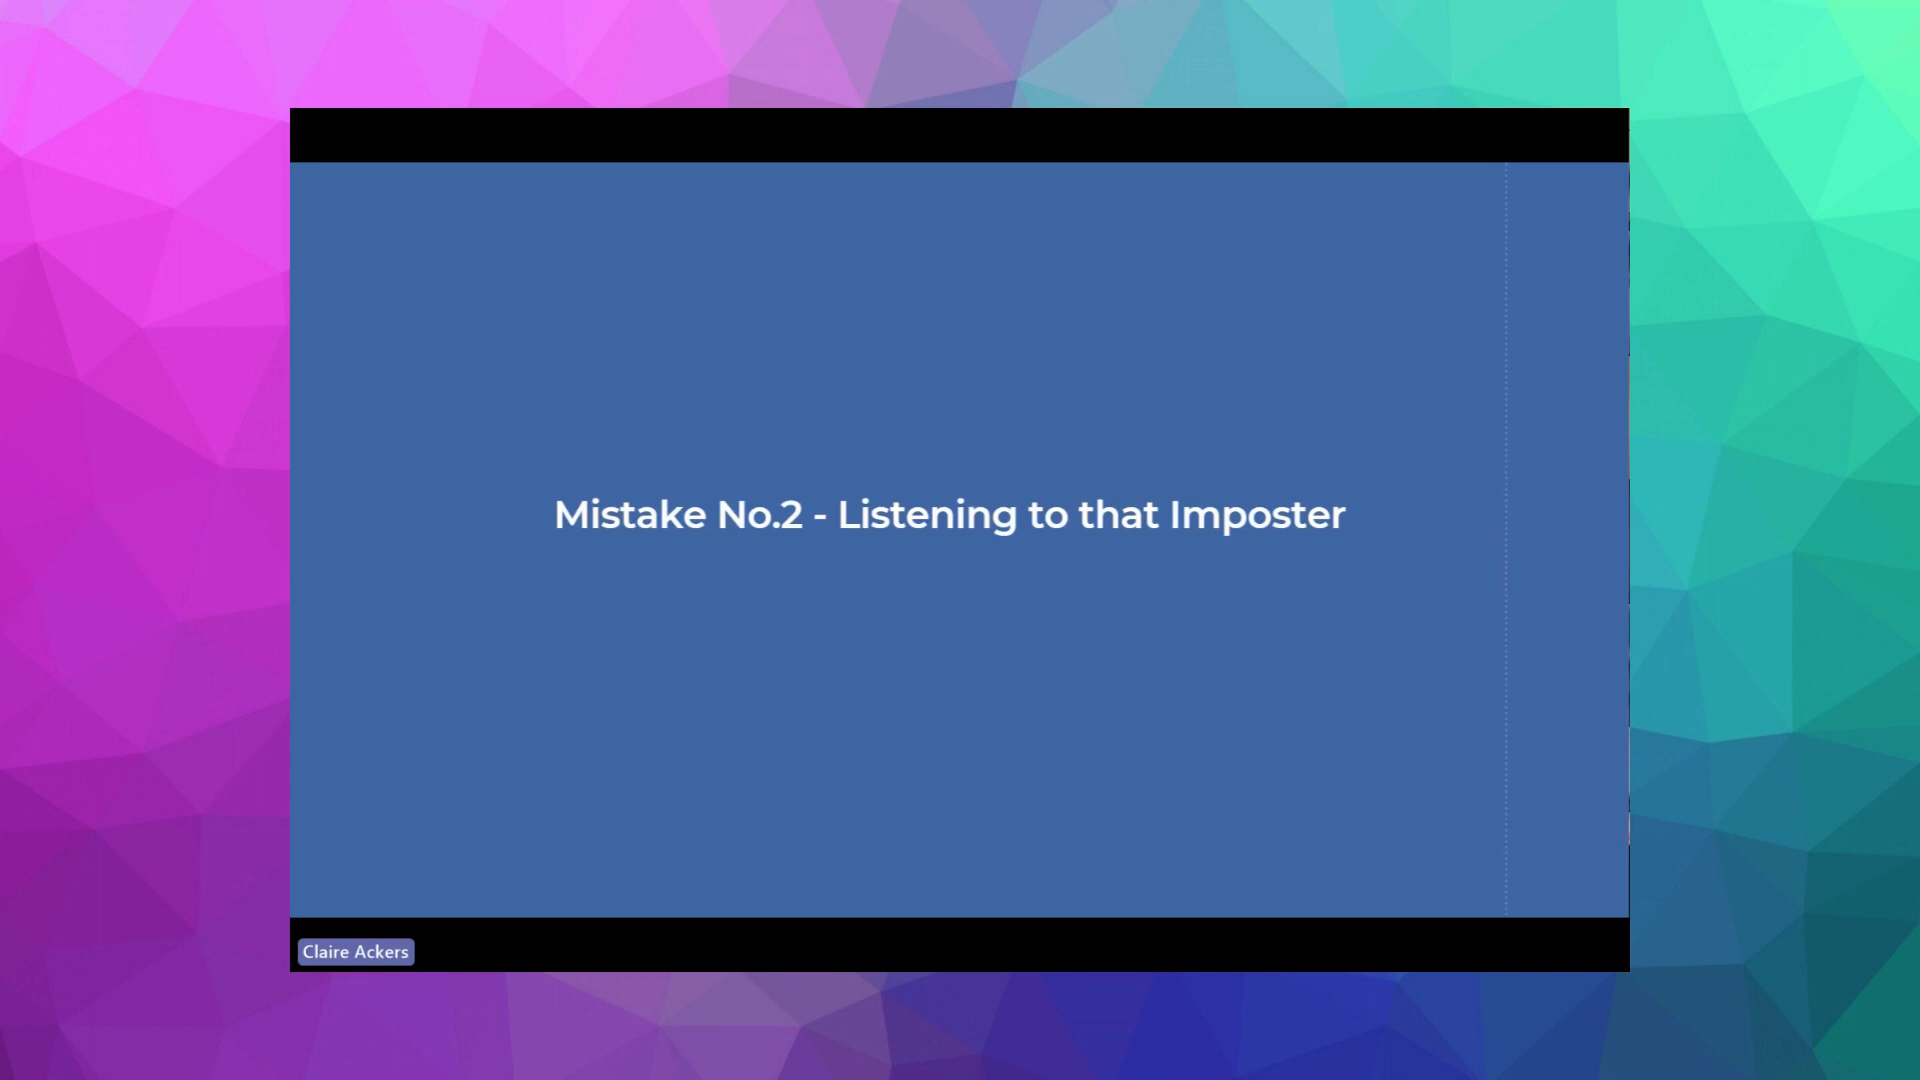 Mistake No.2 - Listening to that Imposter
Claire Ackers